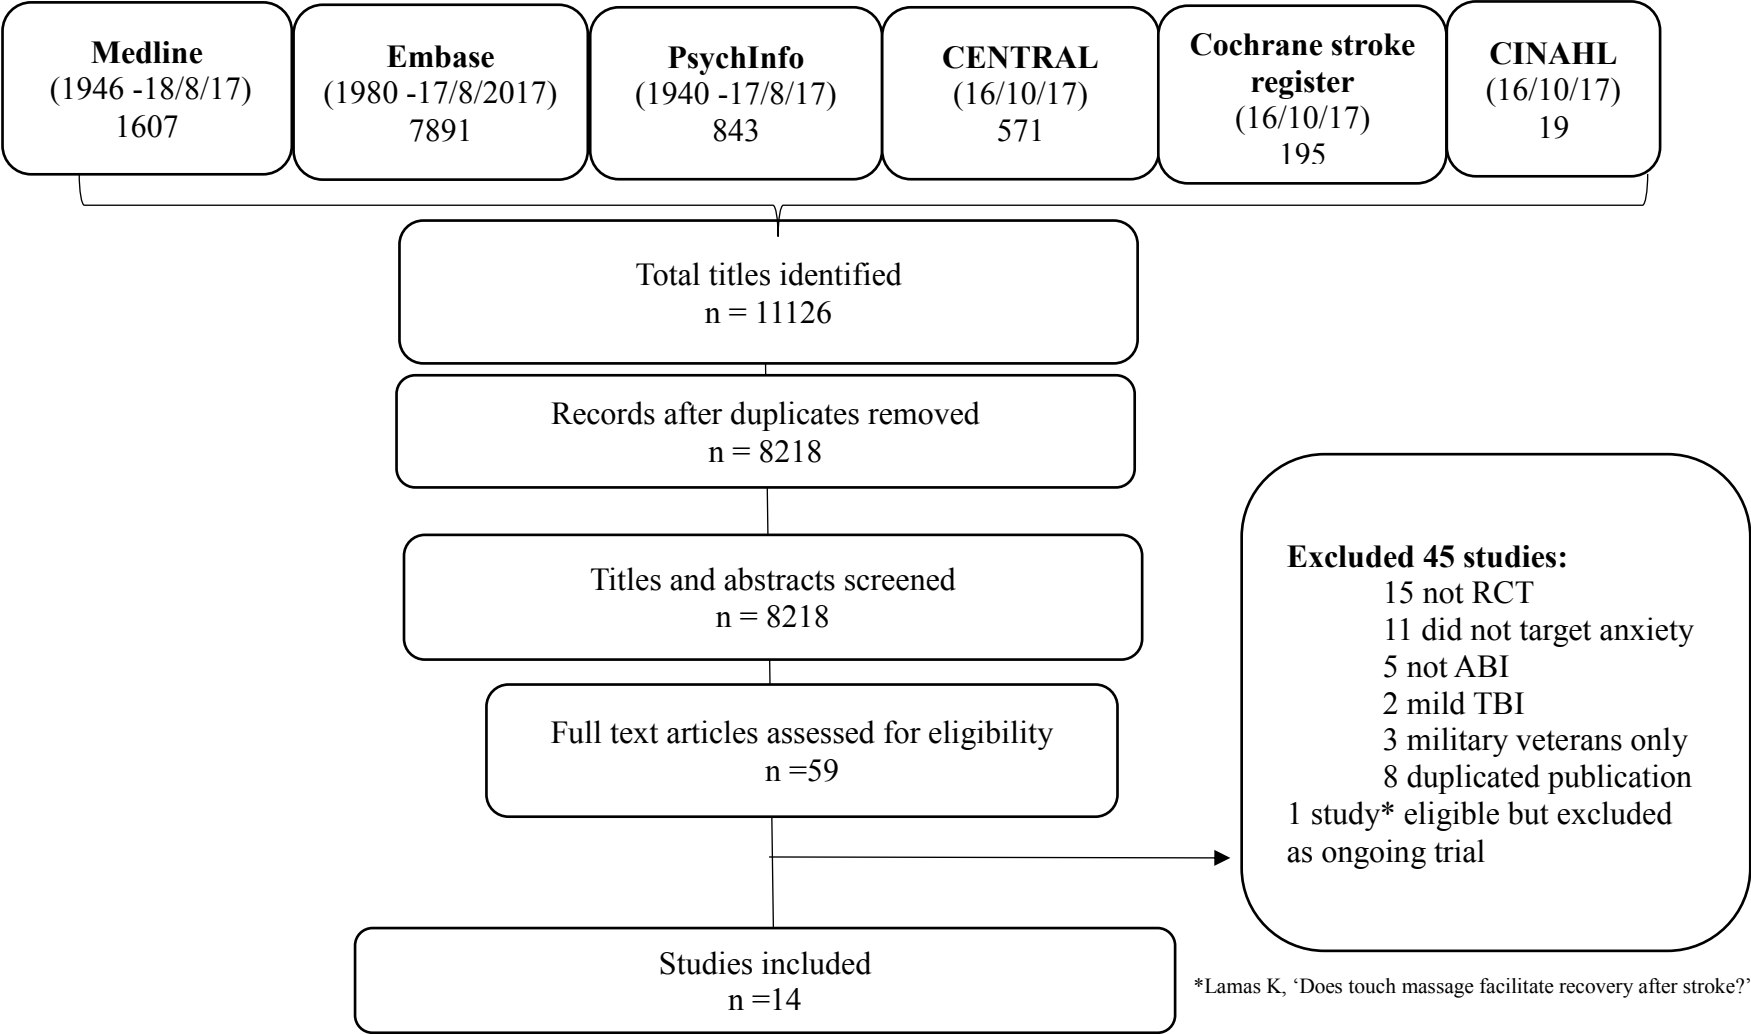 Medline
(1946 -18/8/17)
1607
Embase
(1980 -17/8/2017)
7891
PsychInfo
(1940 -17/8/17)
843
CENTRAL
(16/10/17)
571
Cochrane stroke
register
(16/10/17)
195
CINAHL
(16/10/17)
19
Total titles identified
n = 11126
Records after duplicates removed
n = 8218
Titles and abstracts screened
n = 8218
Full text articles assessed for eligibility
n =59
Excluded 45 studies:
15 not RCT
11 did not target anxiety
5 not ABI
2 mild TBI
3 military veterans only
8 duplicated publication
1 study* eligible but excluded
as ongoing trial
Studies included
n =14
*Lamas K, ‘Does touch massage facilitate recovery after stroke?’